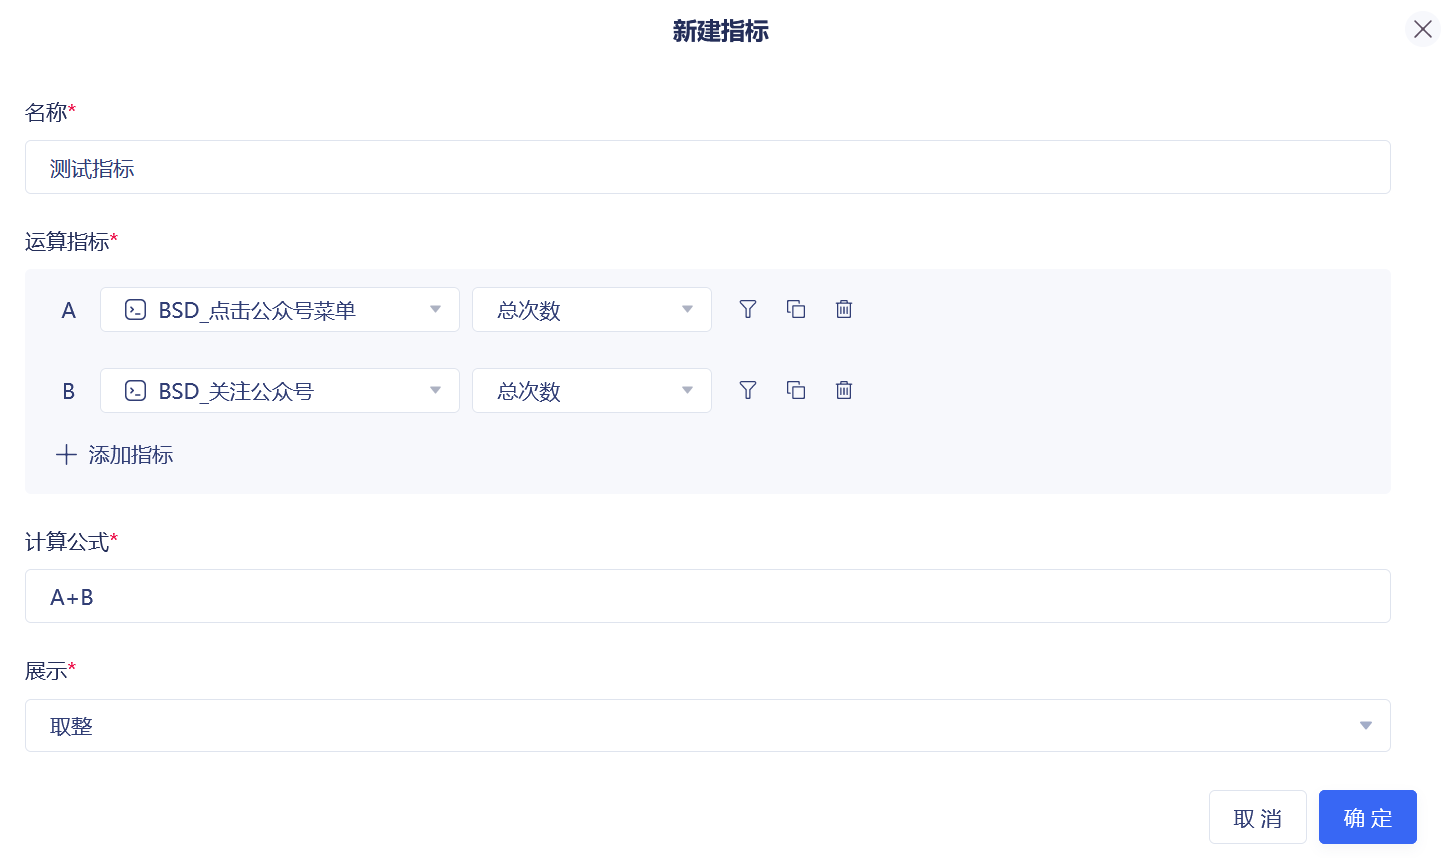 新建指标
名称*
测试指标
运算指标*
A BSD_点击公众号菜单 总次数
B BSD_关注公众号 总次数
添加指标
计算公式*
A+B
展示*
取整
取 消 确 定